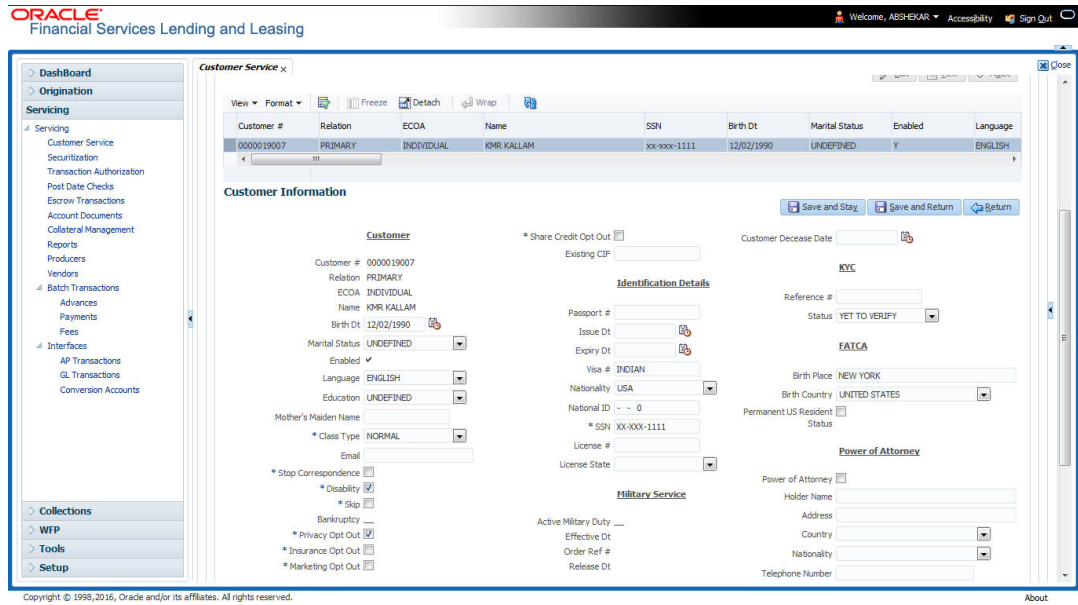 ORACLE
Financial Services Lending and Leasing
Welcome, ABSHEKAR
Accessibility
Sign Out
DashBoard
Origination
Servicing
Servicing
Customer Service
Securitization
Transaction Authorization
Post Date Checks
Escrow Transactions
Account Documents
Collateral Management
Reports
Producers
Vendors
Batch Transactions
Advances
Payments
Fees
Interfaces
AP Transactions
GL Transactions
Conversion Accounts
Collections
WFP
Tools
Setup
Customer Service x
Close
View Format Freeze Detach Wrap
Customer # Relation ECOA Name SSN Birth Dt Marital Status Enabled Language
0000019007 PRIMARY INDIVIDUAL KMR KALLAM xx-xxx-1111 12/02/1990 UNDEFINED Y ENGLISH
Customer Information
Save and Stay Save and Return Return
Customer
Customer # 0000019007
Relation PRIMARY
ECOA INDIVIDUAL
Name KMR KALLAM
Birth Dt 12/02/1990
Marital Status UNDEFINED
Enabled
Language ENGLISH
Education UNDEFINED
Mother's Maiden Name
* Class Type NORMAL
Email
* Stop Correspondence
* Disability
* Skip
Bankruptcy
* Privacy Opt Out
* Insurance Opt Out
* Marketing Opt Out
* Share Credit Opt Out
Existing CIF
Identification Details
Passport #
Issue Dt
Expiry Dt
Visa # INDIAN
Nationality USA
National ID - - 0
* SSN XX-XXX-1111
License #
License State
Military Service
Active Military Duty
Effective Dt
Order Ref #
Release Dt
Customer Decease Date
KYC
Reference #
Status YET TO VERIFY
FATCA
Birth Place NEW YORK
Birth Country UNITED STATES
Permanent US Resident
Status
Power of Attorney
Power of Attorney
Holder Name
Address
Country
Nationality
Telephone Number
Copyright © 1998,2016, Oracle and/or its affiliates. All rights reserved.
About